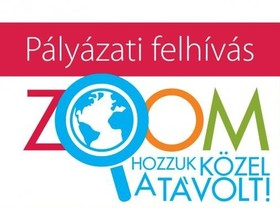 Pályázati felhívás
ZOOM
HOZZUK KÖZEL
A TÁVOLT!